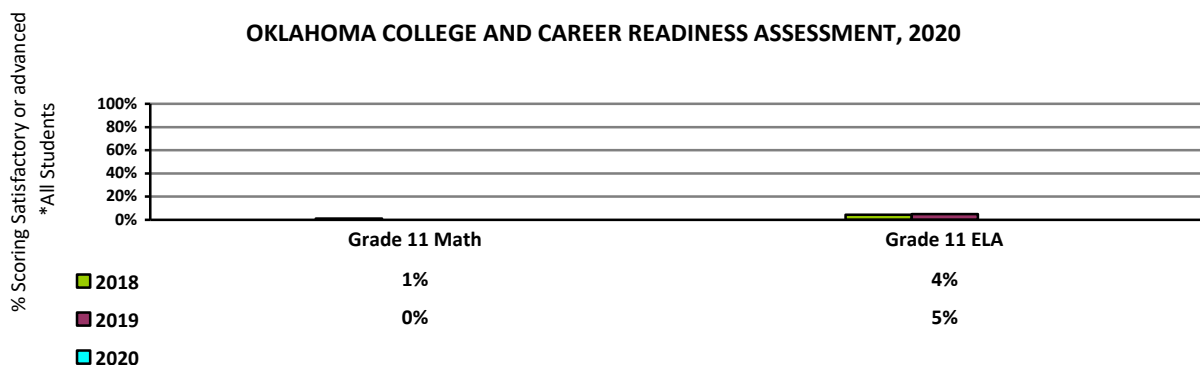 OKLAHOMA COLLEGE AND CAREER READINESS ASSESSMENT, 2020
% Scoring Satisfactory or advanced
*All Students
100%
80%
60%
40%
20%
0%
Grade 11 Math Grade 11 ELA
2018 1% 4%
2019 0% 5%
2020